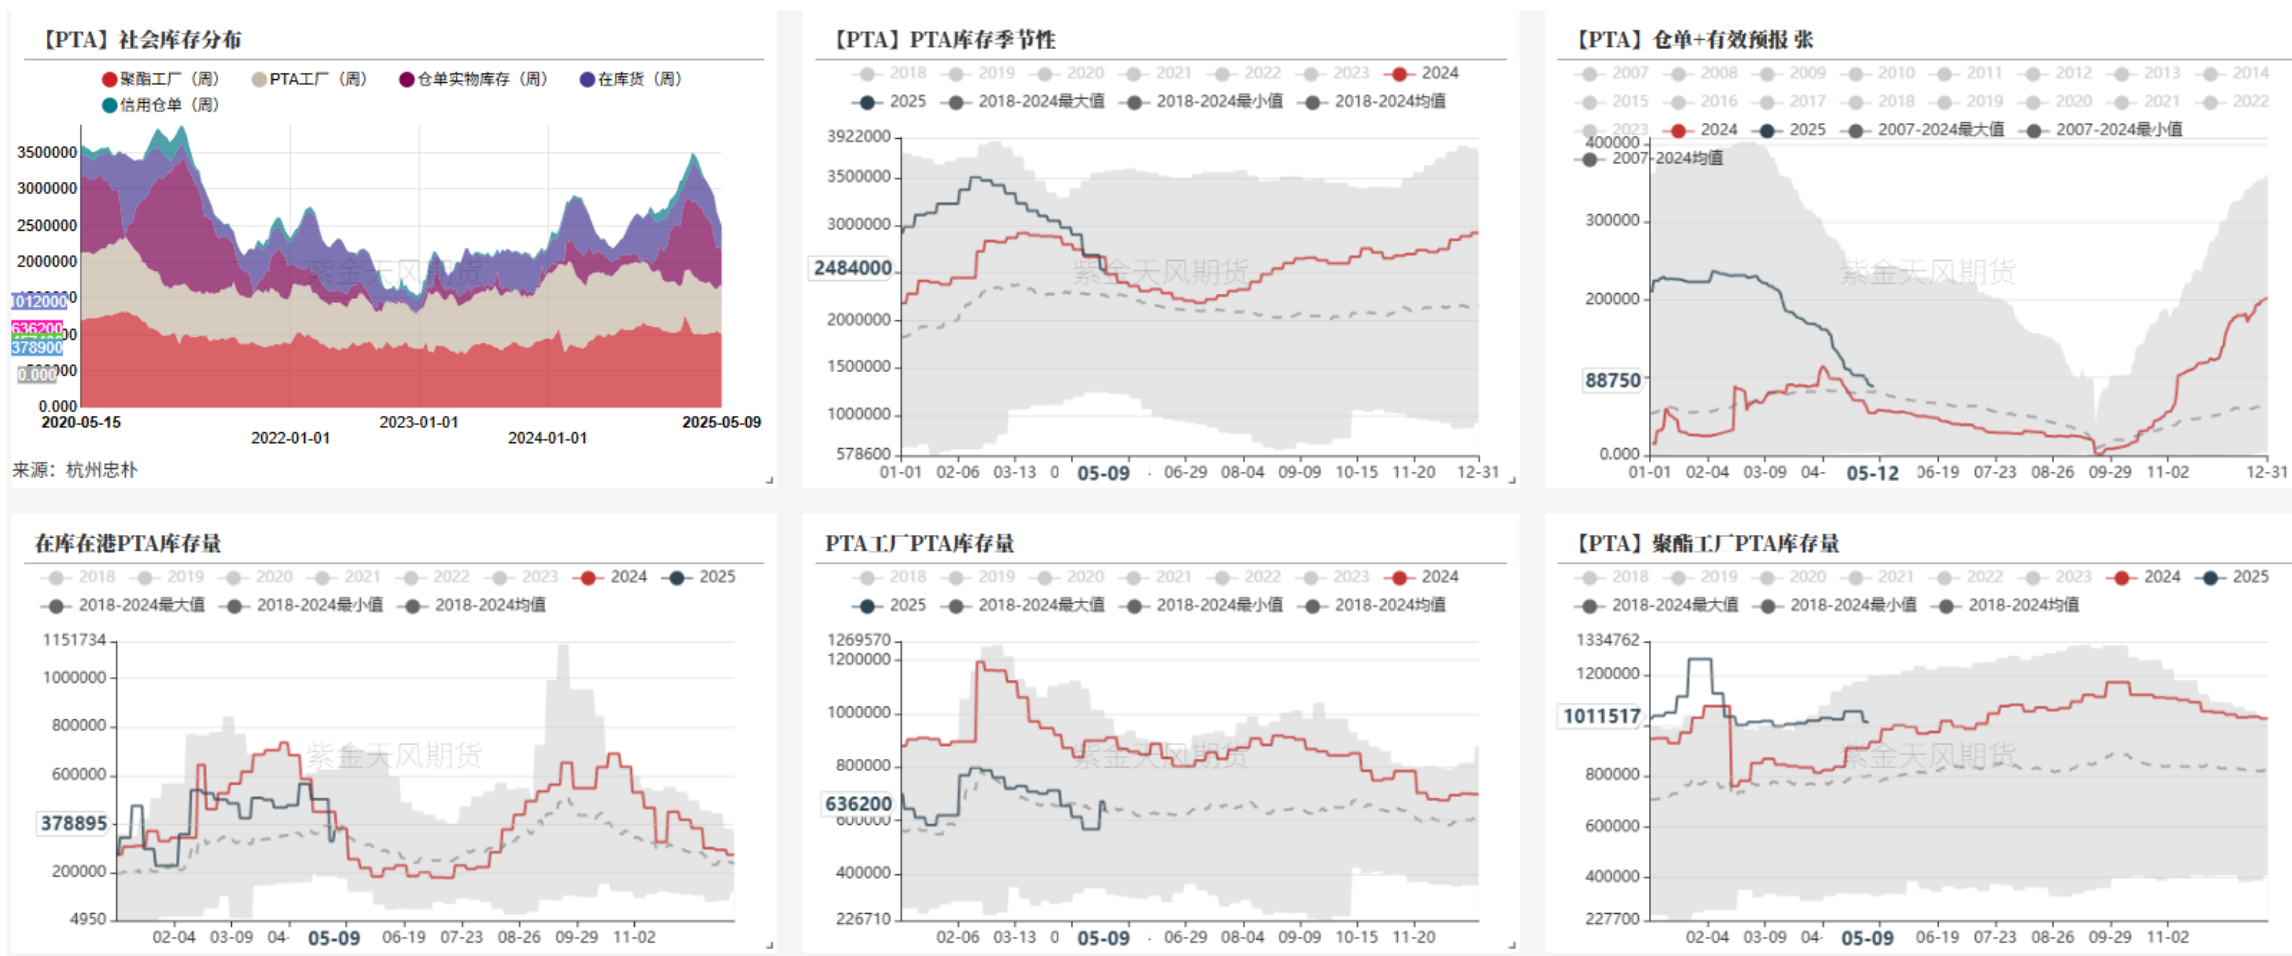 【PTA】社会库存分布
聚酯工厂（周） PTA工厂（周） 仓单实物库存（周） 在库货（周）
信用仓单（周）
3500000
3000000
2500000
2000000
1012000
636200
378900
0.000
0.000
2020-05-15 2022-01-01 2023-01-01 2024-01-01 2025-05-09
紫金天风期货
来源：杭州忠朴
【PTA】PTA库存季节性
2018 2019 2020 2021 2022 2023 2024
2025 2018-2024最大值 2018-2024最小值 2018-2024均值
3922000
3500000
3000000
2484000
2000000
1500000
1000000
578600
紫金天风期货
01-01 02-06 03-13 0 05-09 06-29 08-04 09-09 10-15 11-20 12-31
【PTA】仓单+有效预报 张
2007 2008 2009 2010 2011 2012 2013 2014
2015 2016 2017 2018 2019 2020 2021 2022
2023 2024 2025 2007-2024最大值 2007-2024最小值
2007-2024均值
400000
300000
200000
88750
0.000
紫金天风期货
01-01 02-04 03-09 04- 05-12 06-19 07-23 08-26 09-29 11-02 12-31
在库在港PTA库存量
2018 2019 2020 2021 2022 2023 2024 2025
2018-2024最大值 2018-2024最小值 2018-2024均值
1151734
1000000
800000
600000
378895
200000
4950
紫金天风期货
02-04 03-09 04- 05-09 06-19 07-23 08-26 09-29 11-02
PTA工厂PTA库存量
2018 2019 2020 2021 2022 2023 2024
2025 2018-2024最大值 2018-2024最小值 2018-2024均值
1269570
1200000
1000000
800000
636200
600000
400000
226710
紫金天风期货
02-06 03-13 0 05-09 06-29 08-04 09-09 10-15 11-20
【PTA】聚酯工厂PTA库存量
2018 2019 2020 2021 2022 2023 2024 2025
2018-2024最大值 2018-2024最小值 2018-2024均值
1334762
1200000
1011517
800000
600000
400000
227700
紫金天风期货
02-04 03-09 04- 05-09 06-19 07-23 08-26 09-29 11-02